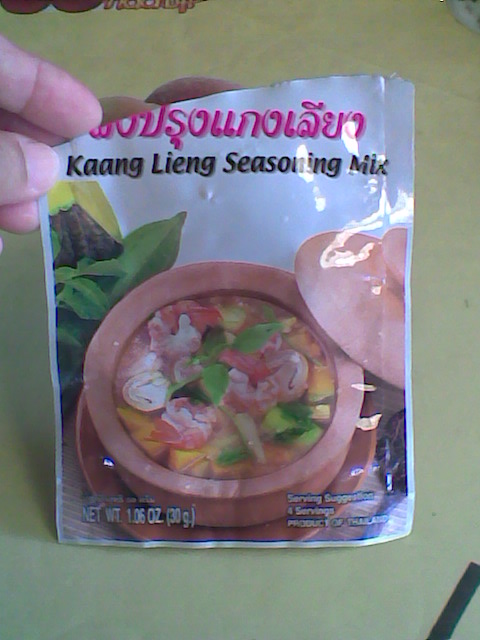 ผงปรุงแกงเลียง
Kaang Lieng Seasoning Mix
NET WT. 1.06 OZ. (30 g.)
Serving Suggestion
4 Servings
PRODUCT OF THAILAND